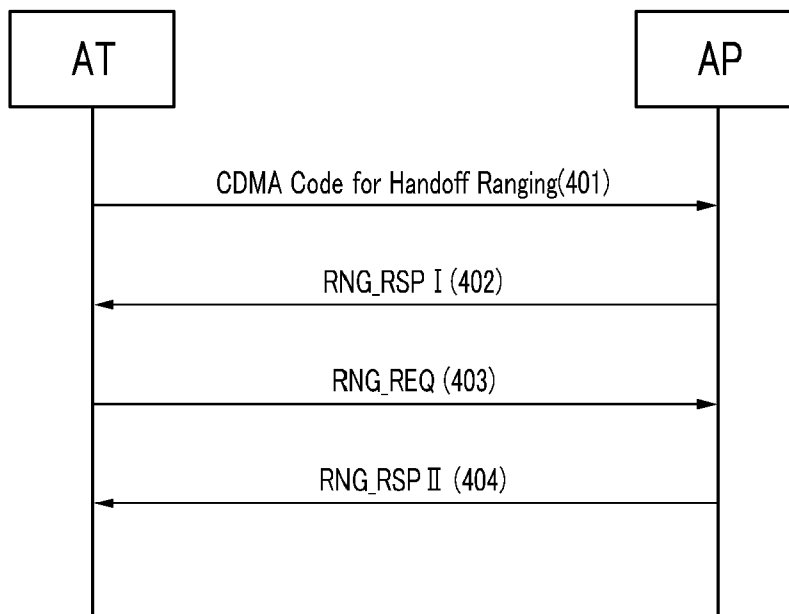 AT
AP
CDMA Code for Handoff Ranging(401)
RNG_RSP Ⅰ (402)
RNG_REQ (403)
RNG_RSP Ⅱ (404)